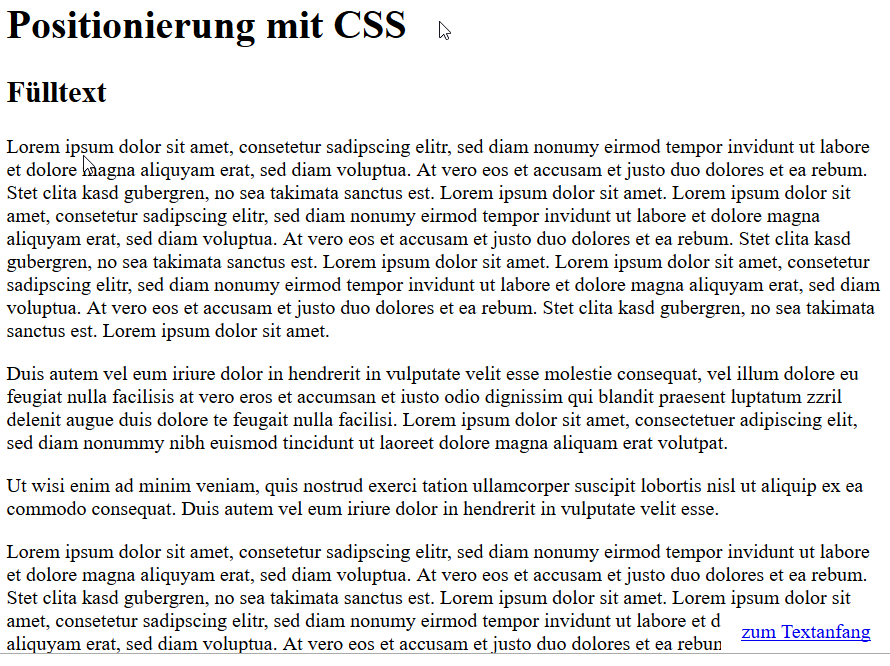 Positionierung mit CSS
Fülltext
Lorem ipsum dolor sit amet, consetetur sadipscing elitr, sed diam nonumy eirmod tempor invidunt ut labore
et dolore magna aliquyam erat, sed diam voluptua. At vero eos et accusam et justo duo dolores et ea rebum.
Stet clita kasd gubergren, no sea takimata sanctus est. Lorem ipsum dolor sit amet. Lorem ipsum dolor sit
amet, consetetur sadipscing elitr, sed diam nonumy eirmod tempor invidunt ut labore et dolore magna
aliquyam erat, sed diam voluptua. At vero eos et accusam et justo duo dolores et ea rebum. Stet clita kasd
gubergren, no sea takimata sanctus est. Lorem ipsum dolor sit amet. Lorem ipsum dolor sit amet, consetetur
sadipscing elitr, sed diam nonumy eirmod tempor invidunt ut labore et dolore magna aliquyam erat, sed diam
voluptua. At vero eos et accusam et justo duo dolores et ea rebum. Stet clita kasd gubergren, no sea takimata
sanctus est. Lorem ipsum dolor sit amet.
Duis autem vel eum iriure dolor in hendrerit in vulputate velit esse molestie consequat, vel illum dolore eu
feugiat nulla facilisis at vero eros et accumsan et iusto odio dignissim qui blandit praesent luptatum zzril
delenit augue duis dolore te feugait nulla facilisi. Lorem ipsum dolor sit amet, consectetuer adipiscing elit,
sed diam nonummy nibh euismod tincidunt ut laoreet dolore magna aliquam erat volutpat.
Ut wisi enim ad minim veniam, quis nostrud exerci tation ullamcorper suscipit lobortis nisl ut aliquip ex ea
commodo consequat. Duis autem vel eum iriure dolor in hendrerit in vulputate velit esse.
Lorem ipsum dolor sit amet, consetetur sadipscing elitr, sed diam nonumy eirmod tempor invidunt ut labore
et dolore magna aliquyam erat, sed diam voluptua. At vero eos et accusam et justo duo dolores et ea rebum.
Stet clita kasd gubergren, no sea takimata sanctus est. Lorem ipsum dolor sit amet. Lorem ipsum dolor sit
amet, consetetur sadipscing elitr, sed diam nonumy eirmod tempor invidunt ut labore et d
aliquyam erat, sed diam voluptua. At vero eos et accusam et justo duo dolores et ea rebun
zum Textanfang